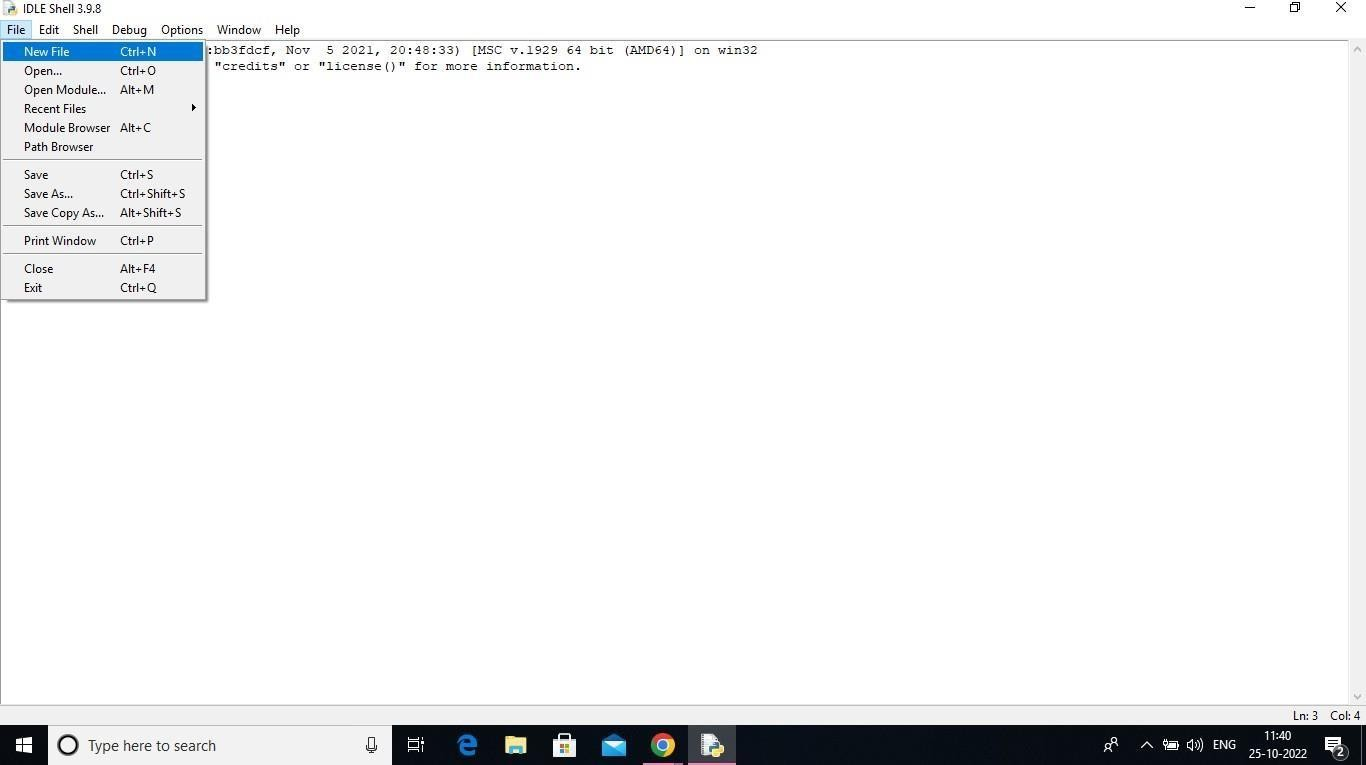 IDLE Shell 3.9.8
File Edit Shell Debug Options Window Help
New File Ctrl+N
:bb3fdcf, Nov  5 2021, 20:48:33) [MSC v.1929 64 bit (AMD64)] on win32
Open... Ctrl+O
"credits" or "license()" for more information.
Open Module... Alt+M
Recent Files
Module Browser Alt+C
Path Browser
Save Ctrl+S
Save As... Ctrl+Shift+S
Save Copy As... Alt+Shift+S
Print Window Ctrl+P
Close Alt+F4
Exit Ctrl+Q
Ln: 3 Col: 4
Type here to search
ENG
11:40
25-10-2022
2